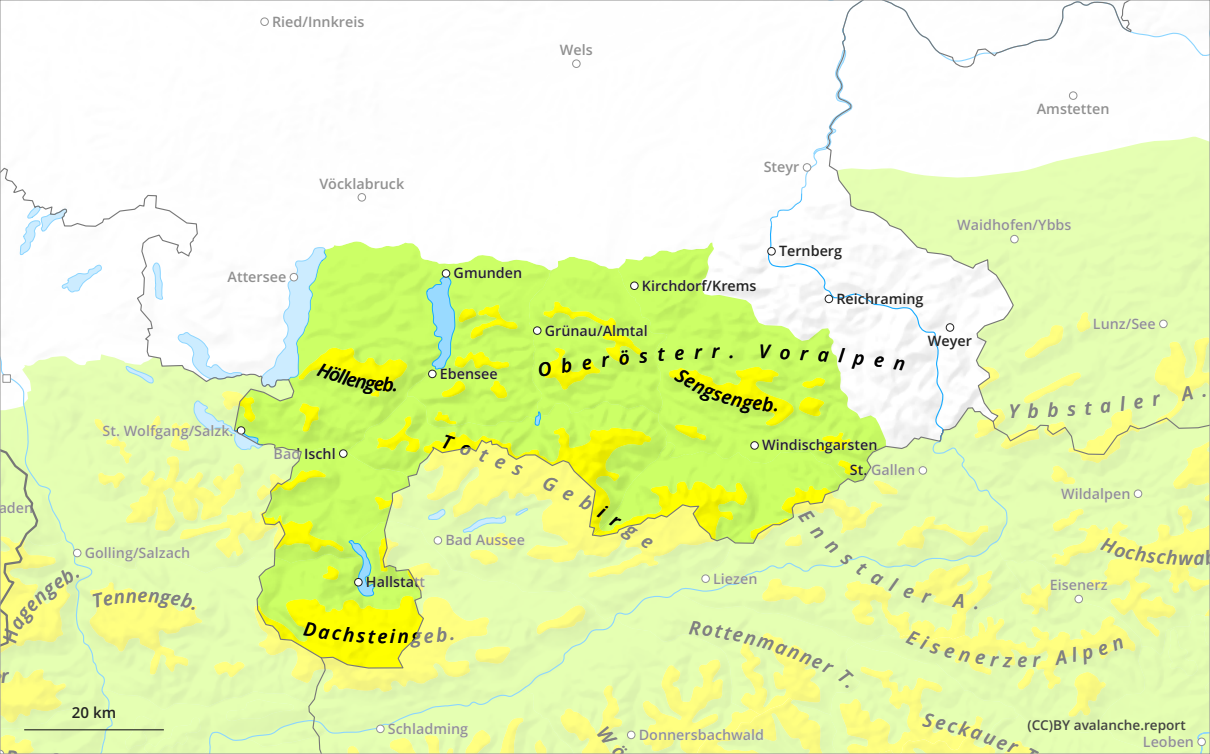 Ried/Innkreis
Wels
Amstetten
Steyr
Vöcklabruck
Waidhofen/Ybbs
Ternberg
Attersee
Gmunden
Kirchdorf/Krems
Reichraming
Lunz/See
Grünau/Almtal
Weyer
Oberösterr. Voralpen
Höllengeb.
Ebensee
Sengsengeb.
Ybbstaler A.
St. Wolfgang/Salzk.
Totes Gebirge
Windischgarsten
Bad Ischl
St. Gallen
Wildalpen
aden
Bad Aussee
Ennstaler A.
Golling/Salzach
Hochschwab
Hagengeb.
Tennengeb.
Hallstatt
Liezen
Eisenerz
Dachsteingeb.
Rottenmanner T.
Eisenerzer Alpen
r
20 km
Schladming
Donnersbachwald
Seckauer T
(CC)BY avalanche.report
Leoben